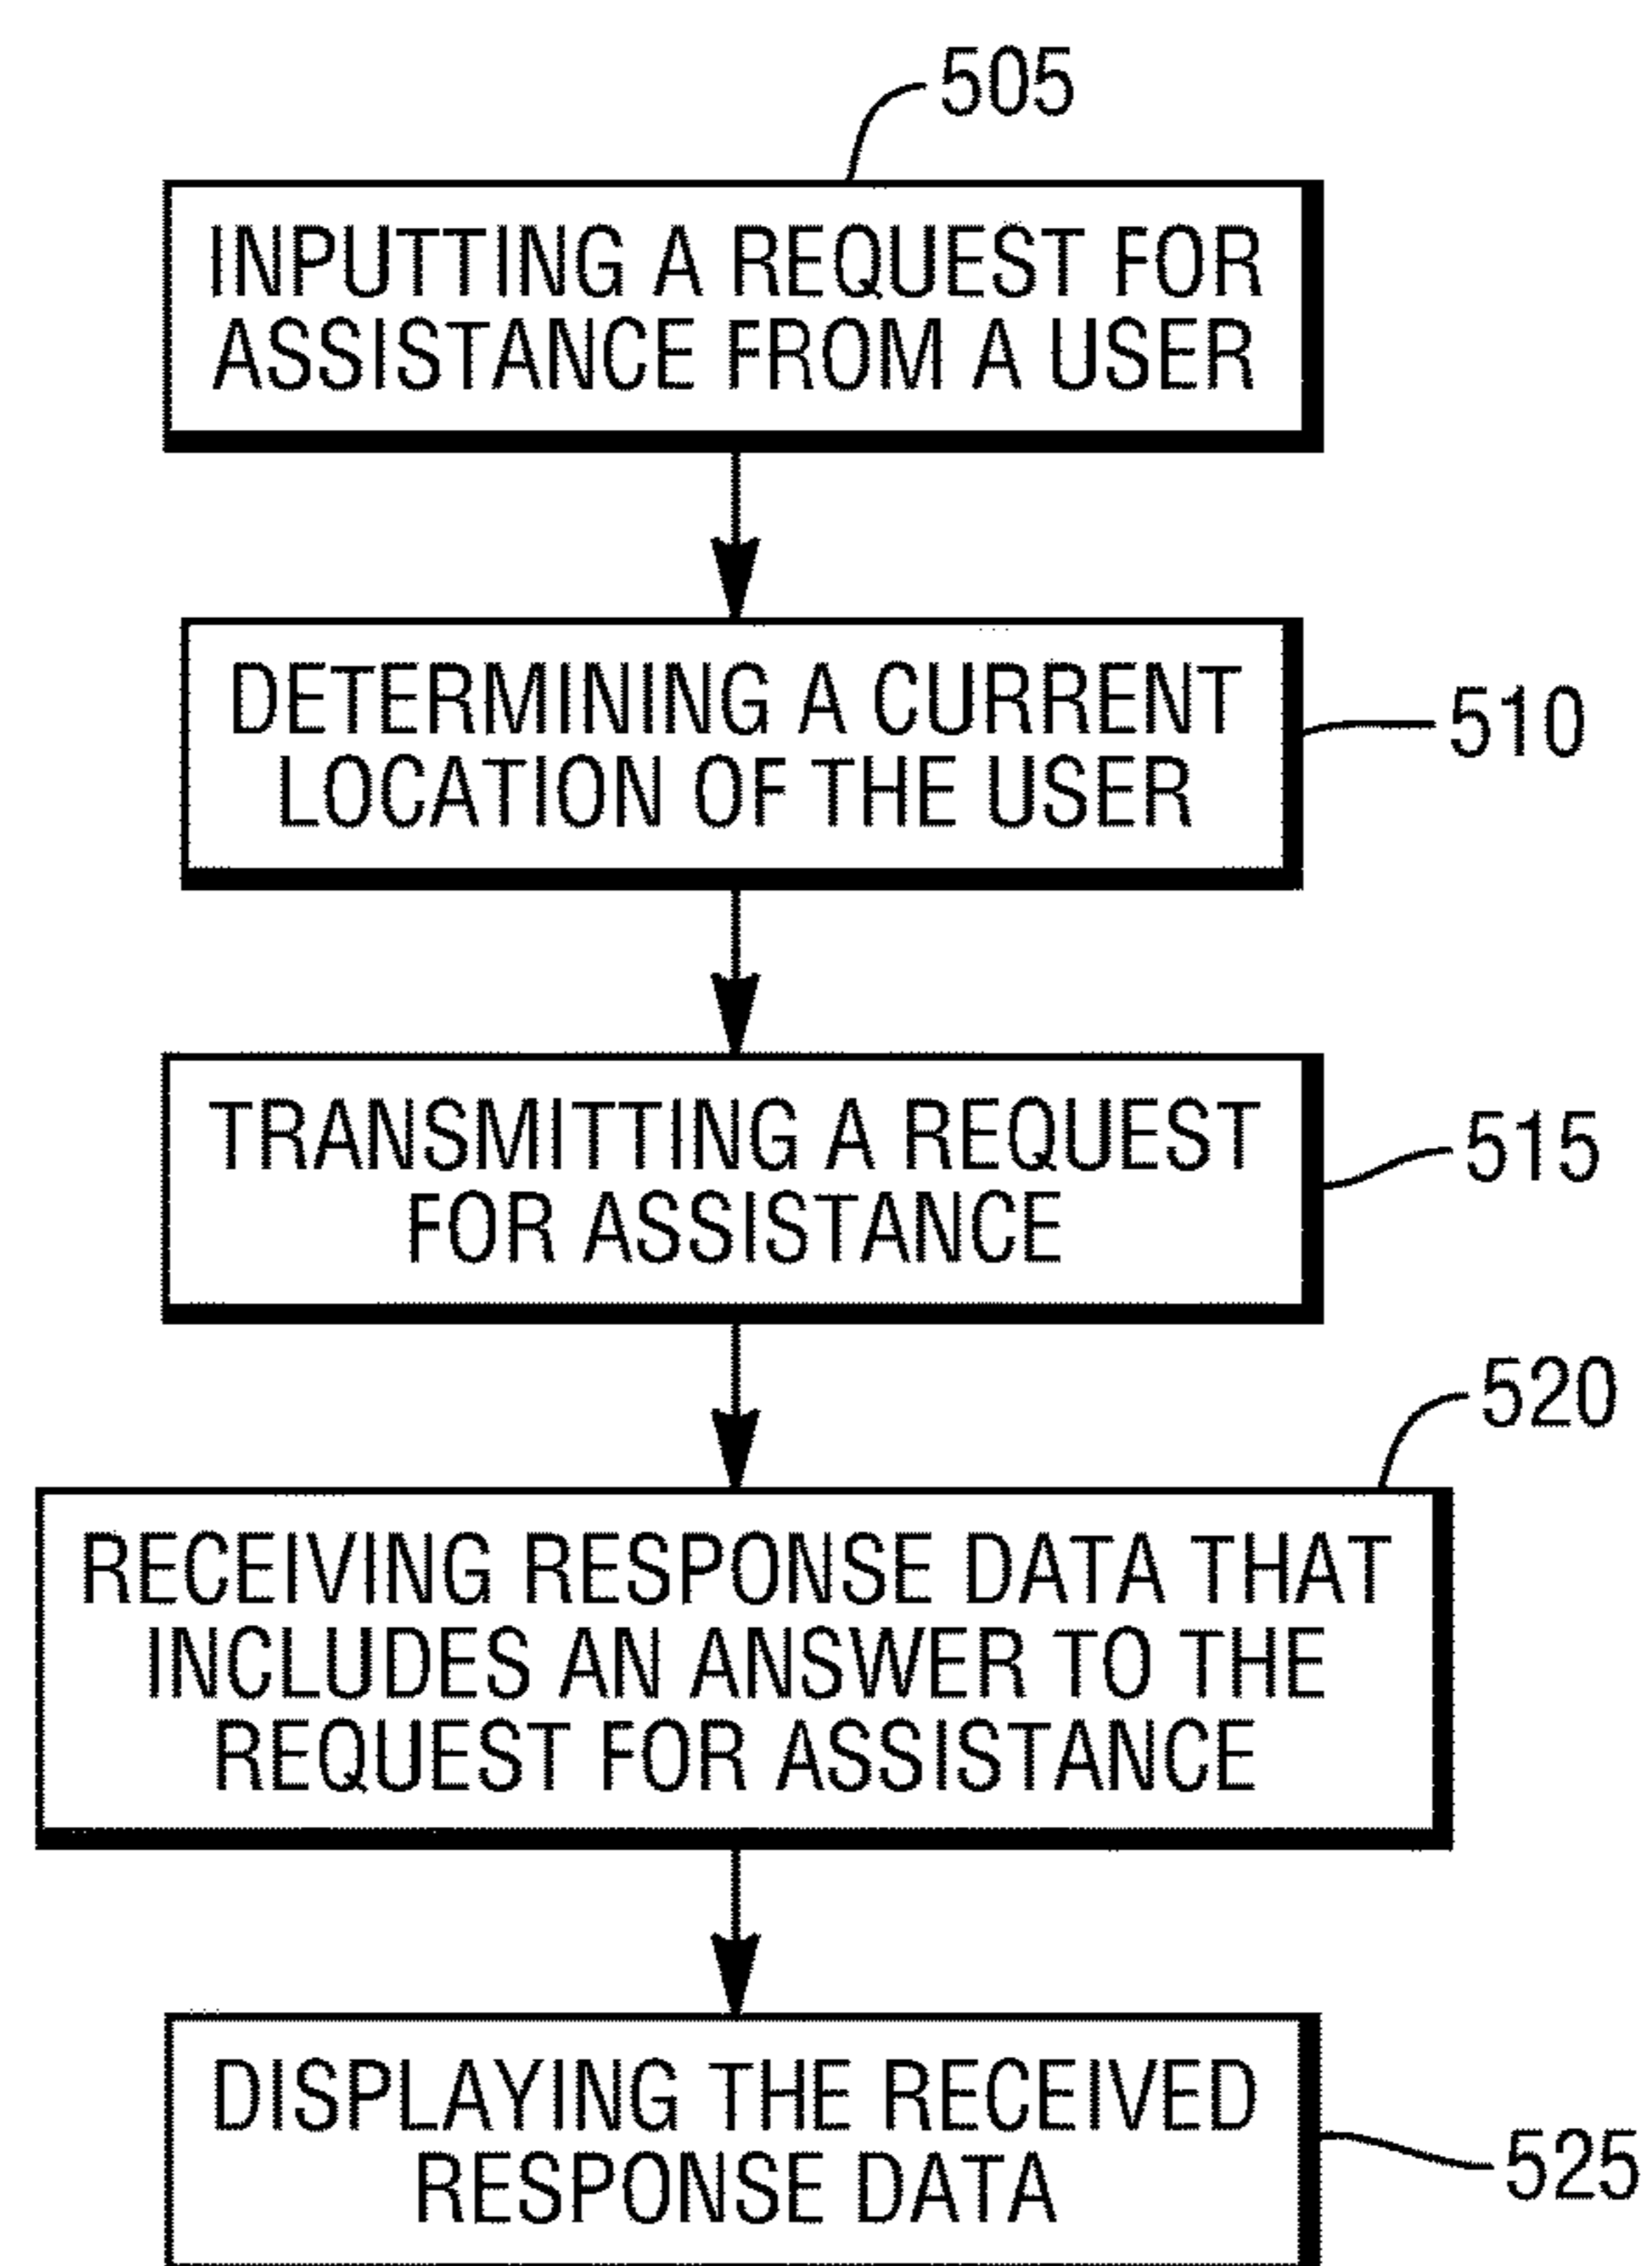 505
INPUTTING A REQUEST FOR
ASSISTANCE FROM A USER
DETERMINING A CURRENT
LOCATION OF THE USER
510
TRANSMITTING A REQUEST
FOR ASSISTANCE
515
520
RECEIVING RESPONSE DATA THAT
INCLUDES AN ANSWER TO THE
REQUEST FOR ASSISTANCE
DISPLAYING THE RECEIVED
RESPONSE DATA
525